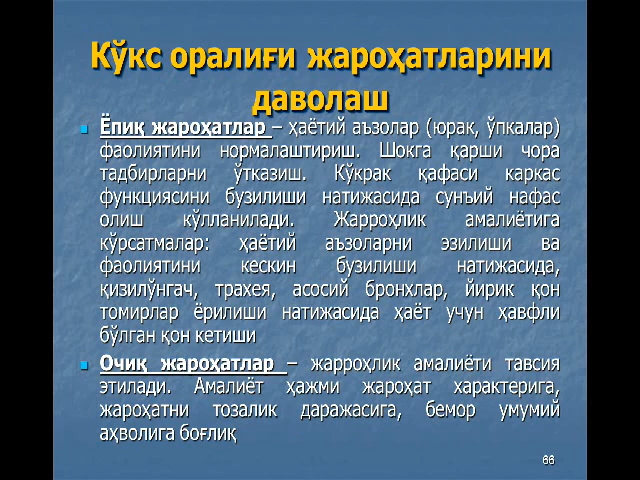 Кўкс оралиғи жароҳатларини
даволаш
Ёпиқ жароҳатлар – ҳаётий аъзолар (юрак, ўпкалар)
фаолиятини нормалаштириш. Шокга қарши чора
тадбирларни ўтказиш. Кўкрак қафаси каркас
функциясини бузилиши натижасида сунъий нафас
олиш кўлланилади. Жарроҳлик амалиётига
кўрсатмалар: ҳаётий аъзоларни эзилиши ва
фаолиятини кескин бузилиши натижасида,
қизилўнгач, трахея, асосий бронхлар, йирик қон
томирлар ёрилиши натижасида ҳаёт учун ҳавфли
бўлган қон кетиши
Очиқ жароҳатлар – жарроҳлик амалиёти тавсия
этилади. Амалиёт ҳажми жароҳат характерига,
жароҳатни тозалик даражасига, бемор умумий
аҳволига боғлиқ
66